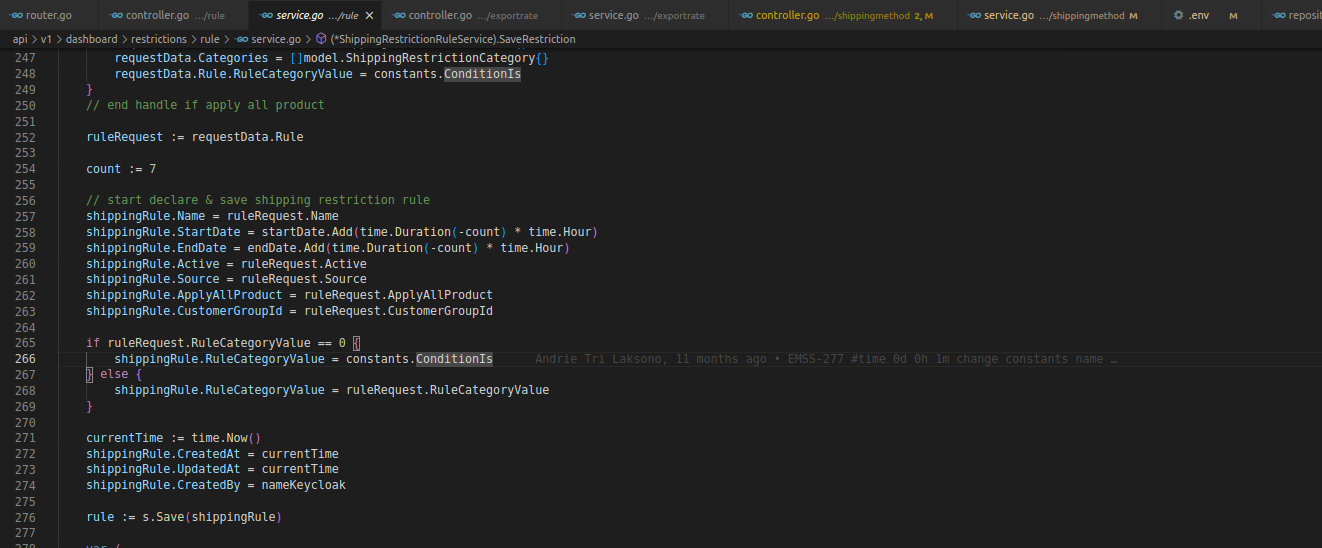 router.go controller.go .../rule service.go .../rule controller.go .../exportrate service.go .../exportrate controller.go .../shippingmethod 2, M service.go .../shippingmethod M .env M reposit
api > v1 > dashboard > restrictions > rule > service.go > (*ShippingRestrictionRuleService).SaveRestriction
247 requestData.Categories = []model.ShippingRestrictionCategory{}
248 requestData.Rule.RuleCategoryValue = constants.ConditionIs
249 }
250 // end handle if apply all product
251
252 ruleRequest := requestData.Rule
253
254 count := 7
255
256 // start declare & save shipping restriction rule
257 shippingRule.Name = ruleRequest.Name
258 shippingRule.StartDate = startDate.Add(time.Duration(-count) * time.Hour)
259 shippingRule.EndDate = endDate.Add(time.Duration(-count) * time.Hour)
260 shippingRule.Active = ruleRequest.Active
261 shippingRule.Source = ruleRequest.Source
262 shippingRule.ApplyAllProduct = ruleRequest.ApplyAllProduct
263 shippingRule.CustomerGroupId = ruleRequest.CustomerGroupId
264
265 if ruleRequest.RuleCategoryValue == 0 {
266 shippingRule.RuleCategoryValue = constants.ConditionIs Andrie Tri Laksono, 11 months ago • EMSS-277 #time 0d 0h 1m change constants name …
267 } else {
268 shippingRule.RuleCategoryValue = ruleRequest.RuleCategoryValue
269 }
270
271 currentTime := time.Now()
272 shippingRule.CreatedAt = currentTime
273 shippingRule.UpdatedAt = currentTime
274 shippingRule.CreatedBy = nameKeycloak
275
276 rule := s.Save(shippingRule)
277
278 var (